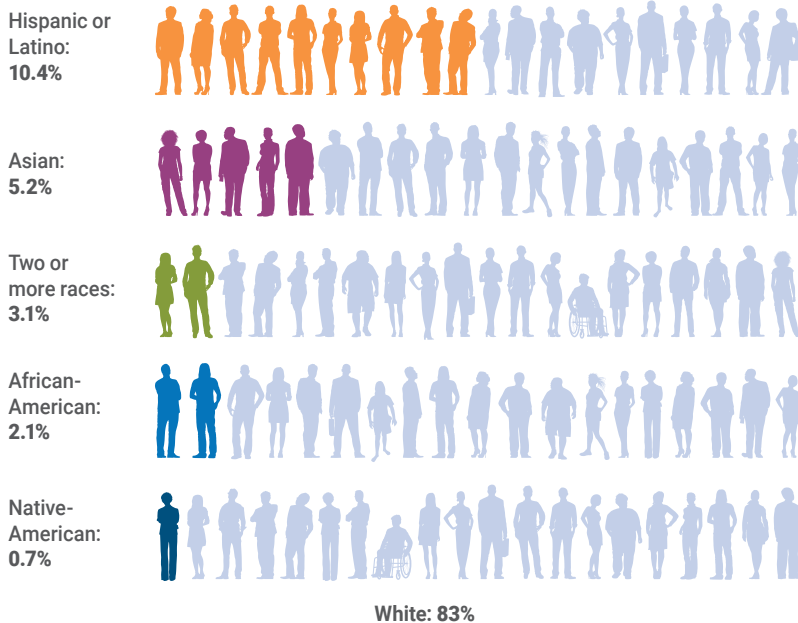 Hispanic or
Latino:
10.4%
Asian:
5.2%
Two or
more races:
3.1%
African-
American:
2.1%
Native-
American:
0.7%
White: 83%